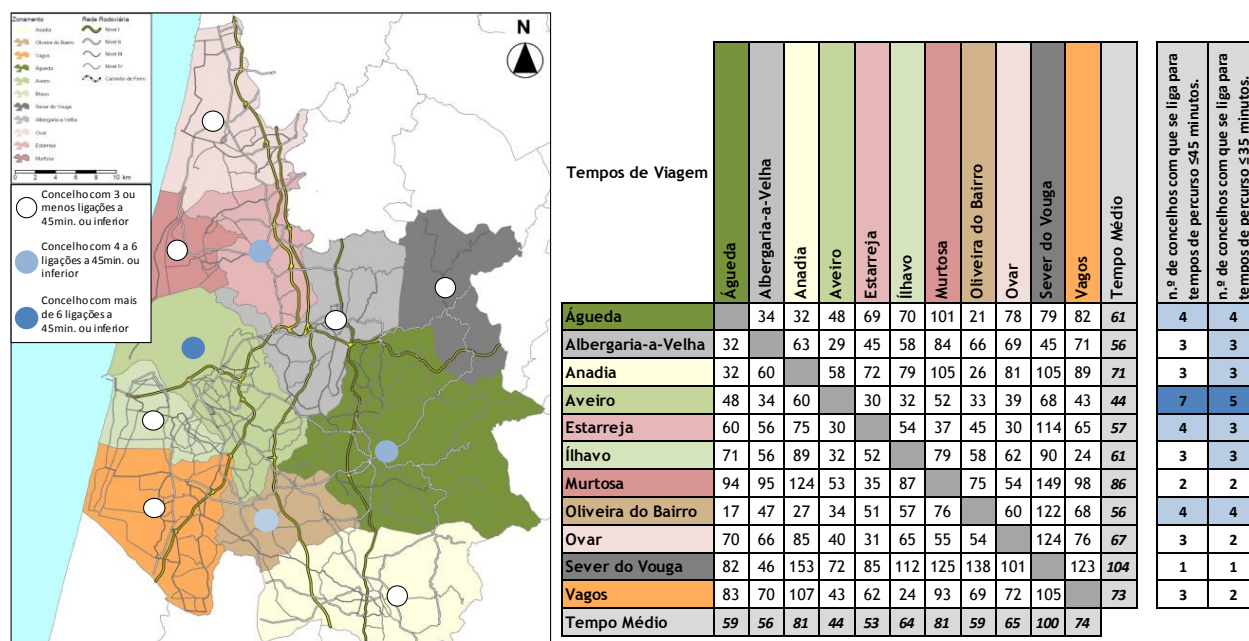 Zonamento
Anadia
Oliveira do Bairro
Vagos
Águeda
Aveiro
Ílhavo
Sever do Vouga
Albergaria-a-Velha
Ovar
Estarreja
Murtosa
Rede Rodoviária
Nível I
Nível II
Nível III
Nível IV
Caminho de Ferro
0 2 4 6 8 10 km
N
Concelho com 3 ou
menos ligações a
45min. ou inferior
Concelho com 4 a 6
ligações a 45min. ou
inferior
Concelho com mais
de 6 ligações a
45min. ou inferior
Tempos de Viagem
Águeda
Albergaria-a-Velha
Anadia
Aveiro
Estarreja
Ílhavo
Murtosa
Oliveira do Bairro
Ovar
Sever do Vouga
Vagos
Tempo Médio
n.º de concelhos com que se liga para
tempos de percurso ≤45 minutos.
n.º de concelhos com que se liga para
tempos de percurso ≤ 35 minutos.
Águeda 34 32 48 69 70 101 21 78 79 82 61 4 4
Albergaria-a-Velha 32 63 29 45 58 84 66 69 45 71 56 3 3
Anadia 32 60 58 72 79 105 26 81 105 89 71 3 3
Aveiro 48 34 60 30 32 52 33 39 68 43 44 7 5
Estarreja 60 56 75 30 54 37 45 30 114 65 57 4 3
Ílhavo 71 56 89 32 52 79 58 62 90 24 61 3 3
Murtosa 94 95 124 53 35 87 75 54 149 98 86 2 2
Oliveira do Bairro 17 47 27 34 51 57 76 60 122 68 56 4 4
Ovar 70 66 85 40 31 65 55 54 124 76 67 3 2
Sever do Vouga 82 46 153 72 85 112 125 138 101 123 104 1 1
Vagos 83 70 107 43 62 24 93 69 72 105 73 3 2
Tempo Médio 59 56 81 44 53 64 81 59 65 100 74